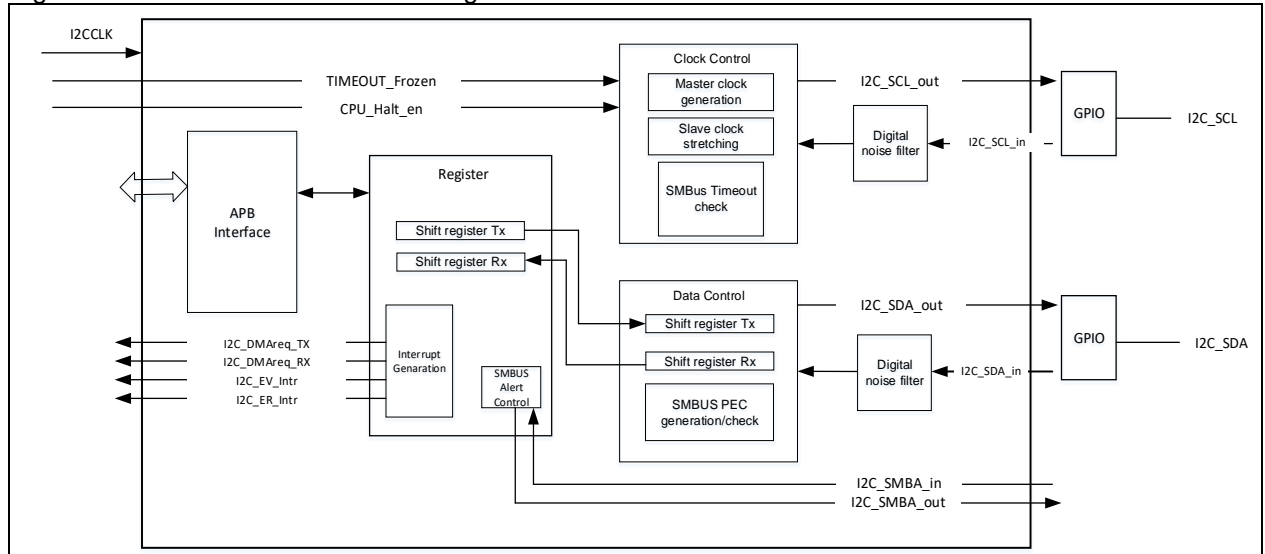 I2CCLK
TIMEOUT_Frozen
CPU_Halt_en
Clock Control
Master clock
generation
Slave clock
stretching
SMBus Timeout
check
I2C_SCL_out
Digital
noise filter
I2C_SCL_in
GPIO
I2C_SCL
APB
Interface
Register
Shift register Tx
Shift register Rx
Interrupt
Genaration
SMBUS
Alert
Control
I2C_DMAreq_TX
I2C_DMAreq_RX
I2C_EV_Intr
I2C_ER_Intr
Data Control
Shift register Tx
Shift register Rx
SMBUS PEC
generation/check
I2C_SDA_out
Digital
noise filter
I2C_SDA_in
GPIO
I2C_SDA
I2C_SMBA_in
I2C_SMBA_out